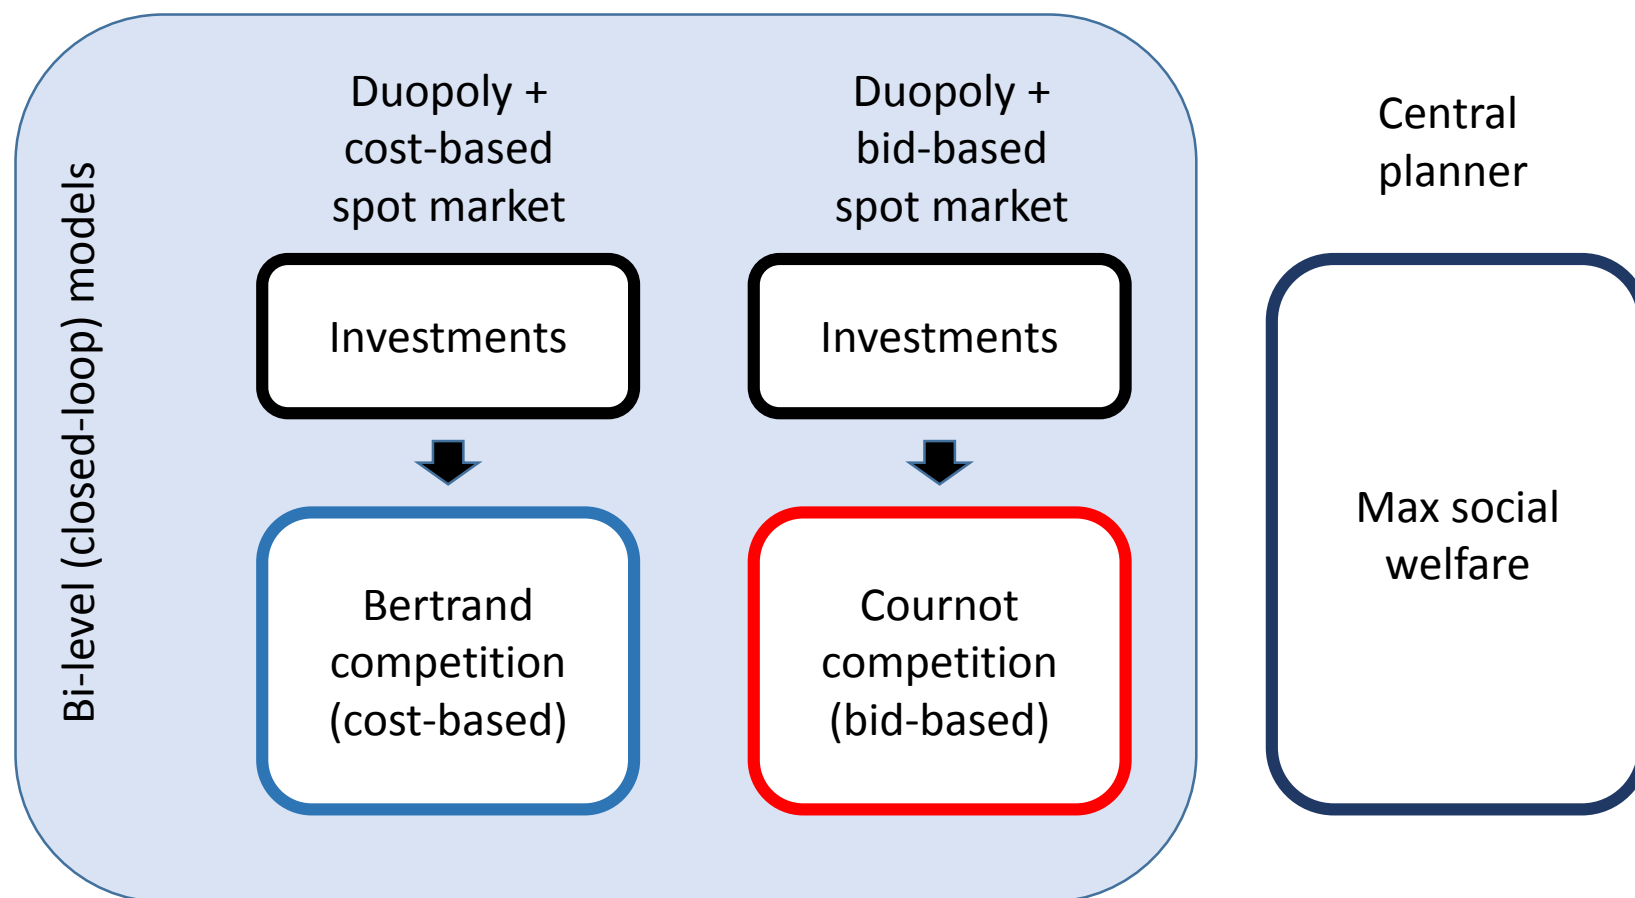 Bi-level (closed-loop) models
Duopoly +
cost-based
spot market
Investments
Bertrand
competition
(cost-based)
Duopoly +
bid-based
spot market
Investments
Cournot
competition
(bid-based)
Central
planner
Max social
welfare